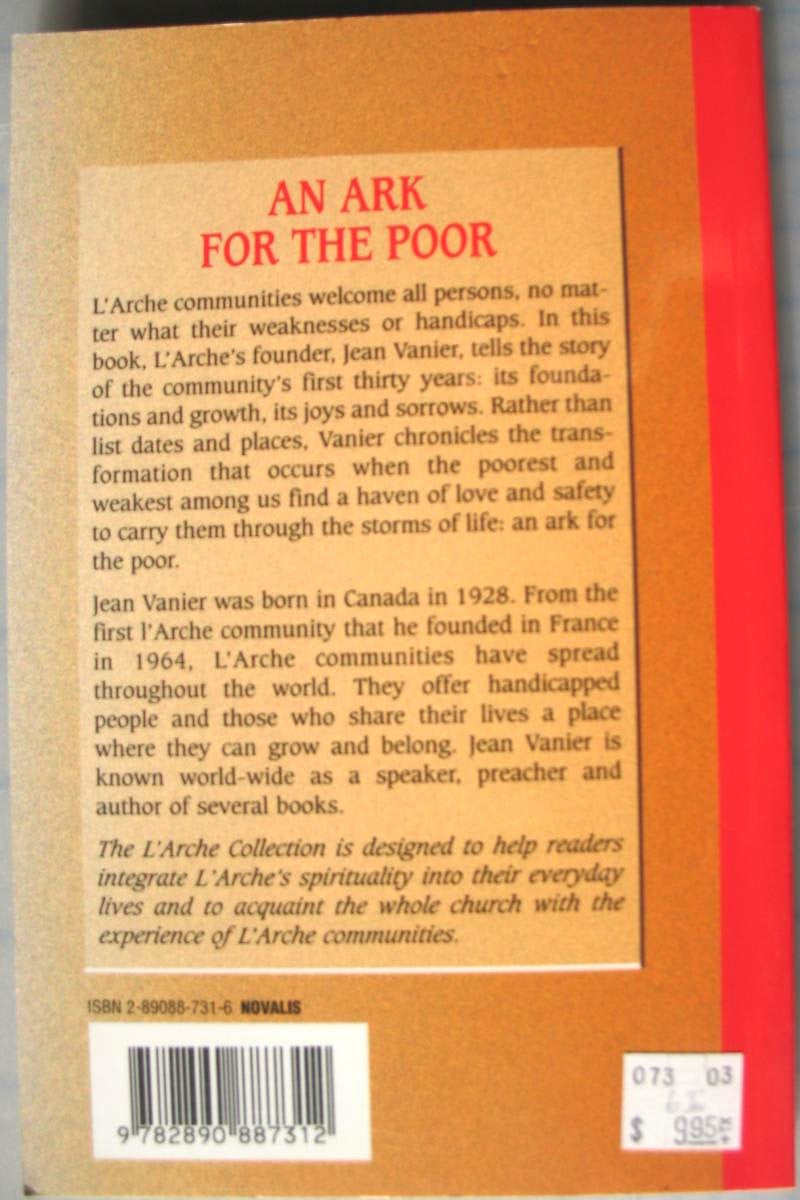 AN ARK
FOR THE POOR
L'Arche communities welcome all persons, no mat-
ter what their weaknesses or handicaps. In this
book, L'Arche's founder, Jean Vanier, tells the story
of the community's first thirty years: its founda-
tions and growth, its joys and sorrows. Rather than
list dates and places, Vanier chronicles the trans-
formation that occurs when the poorest and
weakest among us find a haven of love and safety
to carry them through the storms of life: an ark for
the poor.
Jean Vanier was born in Canada in 1928. From the
first l'Arche community that he founded in France
in 1964, L'Arche communities have spread
throughout the world. They offer handicapped
people and those who share their lives a place
where they can grow and belong. Jean Vanier is
known world-wide as a speaker, preacher and
author of several books.
The L'Arche Collection is designed to help readers
integrate L'Arche's spirituality into their everyday
lives and to acquaint the whole church with the
experience of L'Arche communities.
ISBN 2-89088-731-6 NOVALIS
9 782890 887312
073 03
$ 9.95